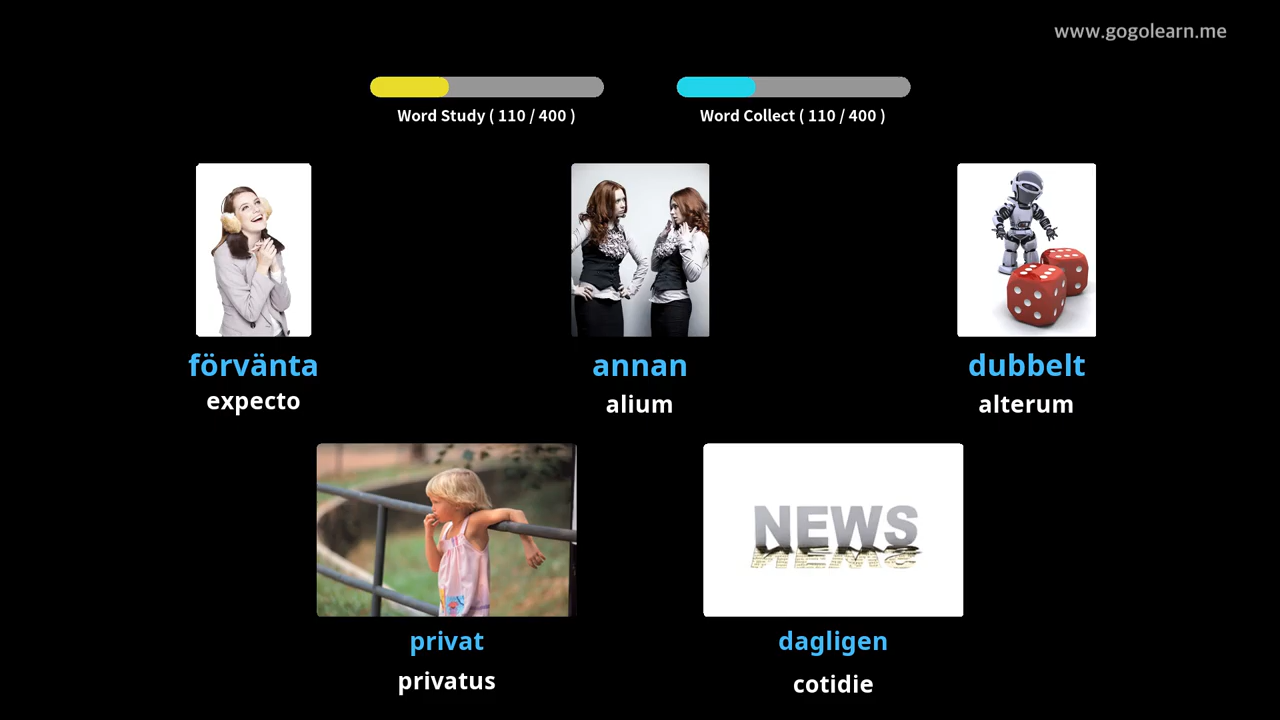 www.gogolearn.me
Word Study ( 110 / 400 )
Word Collect ( 110 / 400 )
förvänta
annan
dubbelt
expecto
alium
alterum
NEWS
privat
dagligen
privatus
cotidie